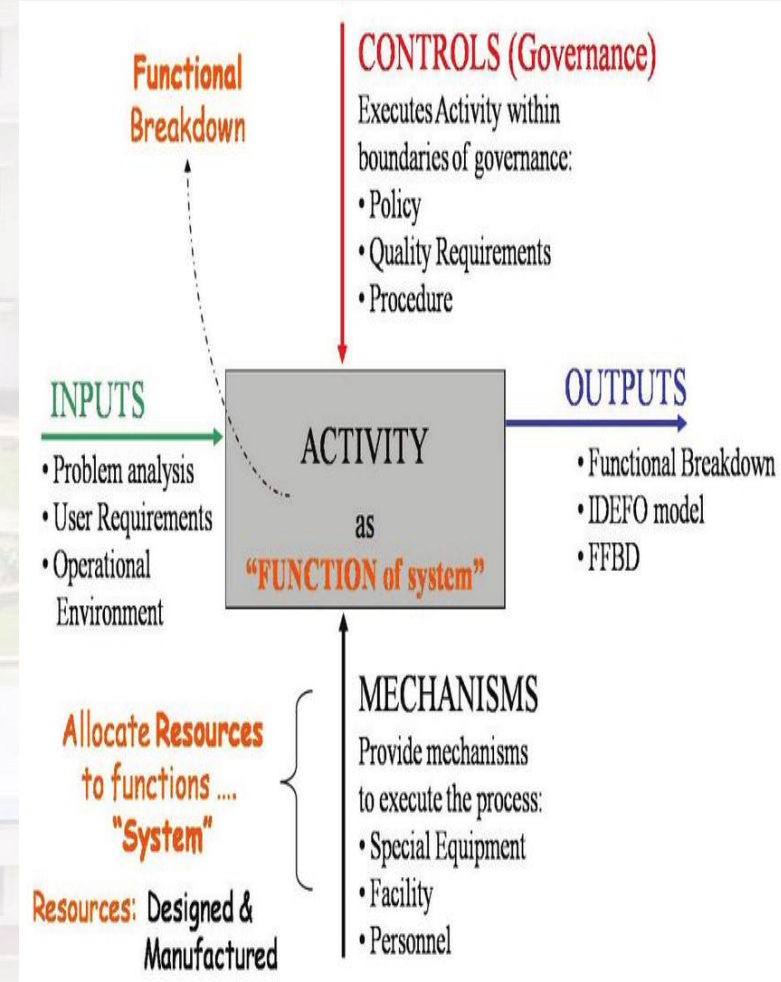 Functional
Breakdown
CONTROLS (Governance)
Executes Activity within
boundaries of governance:
• Policy
• Quality Requirements
• Procedure
INPUTS
• Problem analysis
• User Requirements
• Operational
Environment
ACTIVITY
as
“FUNCTION of system”
OUTPUTS
• Functional Breakdown
• IDEFO model
• FFBD
Allocate Resources
to functions ....
“System”
Resources: Designed &
Manufactured
MECHANISMS
Provide mechanisms
to execute the process:
• Special Equipment
• Facility
• Personnel